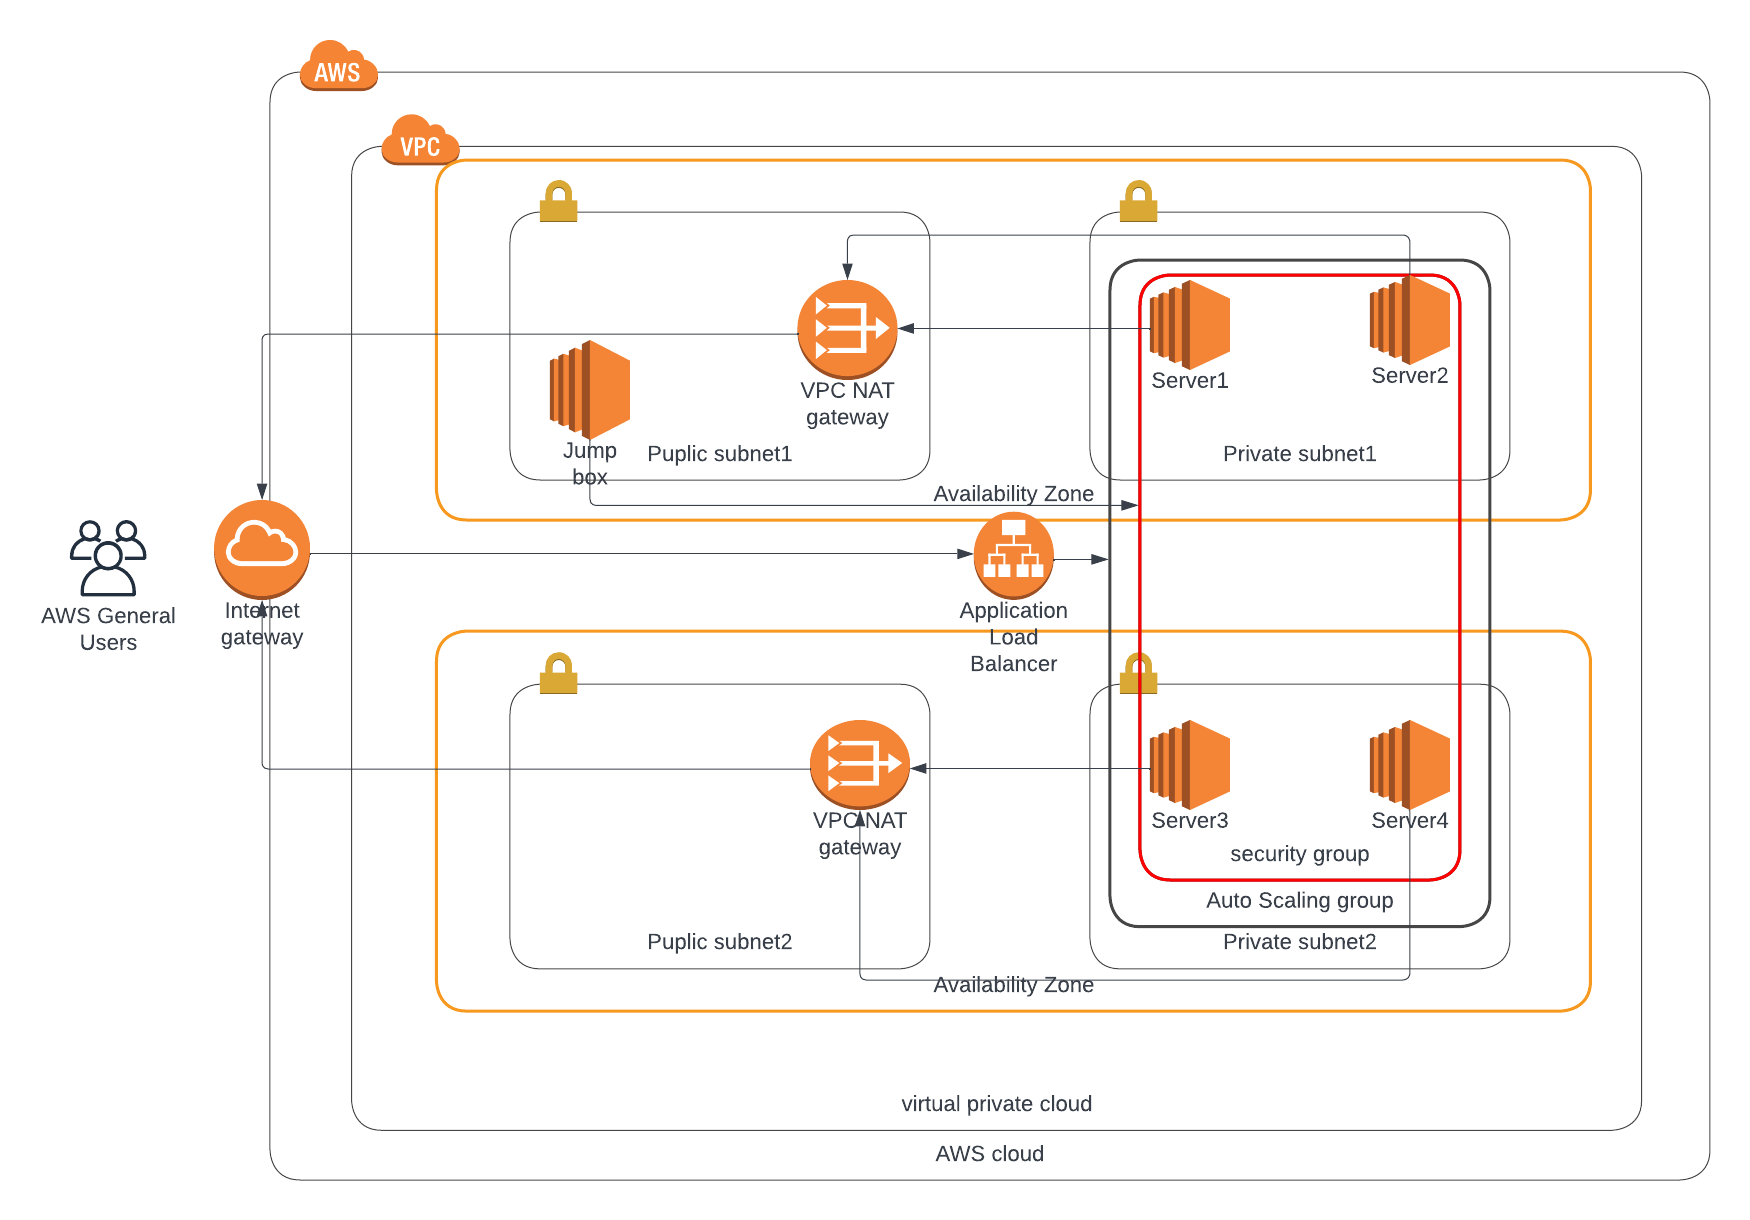 AWS
VPC
Server1
Server2
VPC NAT
gateway
Jump
box
Puplic subnet1
Private subnet1
Availability Zone
AWS General
Users
Internet
gateway
Application
Load
Balancer
VPC NAT
gateway
Server3
Server4
security group
Auto Scaling group
Puplic subnet2
Private subnet2
Availability Zone
virtual private cloud
AWS cloud